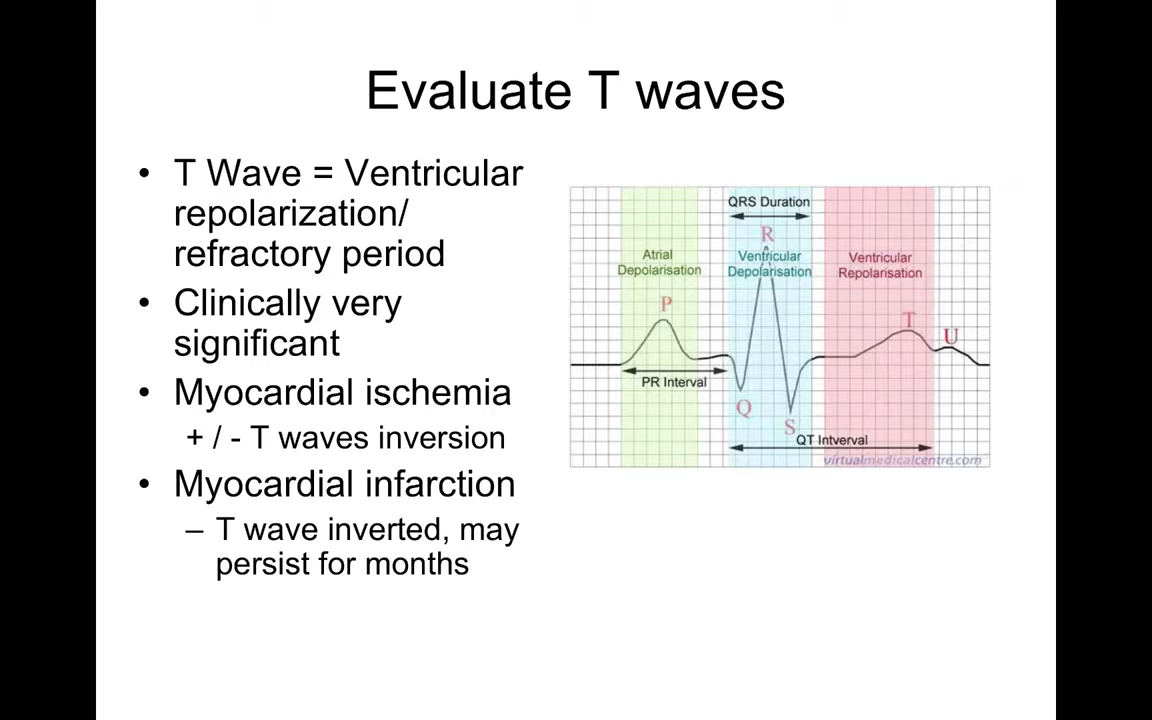 Evaluate T waves
• T Wave = Ventricular
repolarization/
refractory period
• Clinically very
significant
• Myocardial ischemia
+ / - T waves inversion
• Myocardial infarction
– T wave inverted, may
persist for months
QRS Duration
R
Atrial
Depolarisation
Ventricular
Depolarisation
Ventricular
Repolarisation
P
T
U
PR Interval
Q
S
QT Intverval
virtualmedicalcentre.com